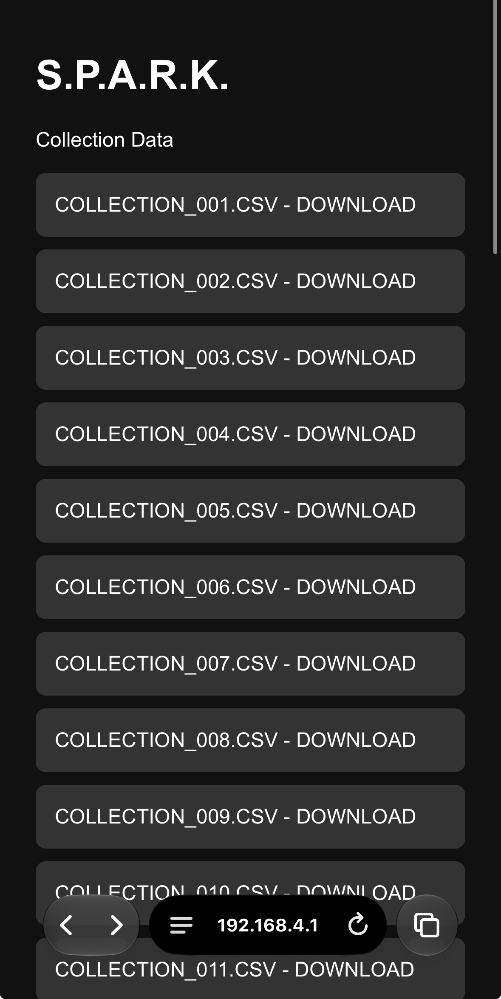 S.P.A.R.K.
Collection Data
COLLECTION_001.CSV - DOWNLOAD
COLLECTION_002.CSV - DOWNLOAD
COLLECTION_003.CSV - DOWNLOAD
COLLECTION_004.CSV - DOWNLOAD
COLLECTION_005.CSV - DOWNLOAD
COLLECTION_006.CSV - DOWNLOAD
COLLECTION_007.CSV - DOWNLOAD
COLLECTION_008.CSV - DOWNLOAD
COLLECTION_009.CSV - DOWNLOAD
COLLECTION_010.CSV - DOWNLOAD
192.168.4.1
COLLECTION_011.CSV - DOWNLOAD